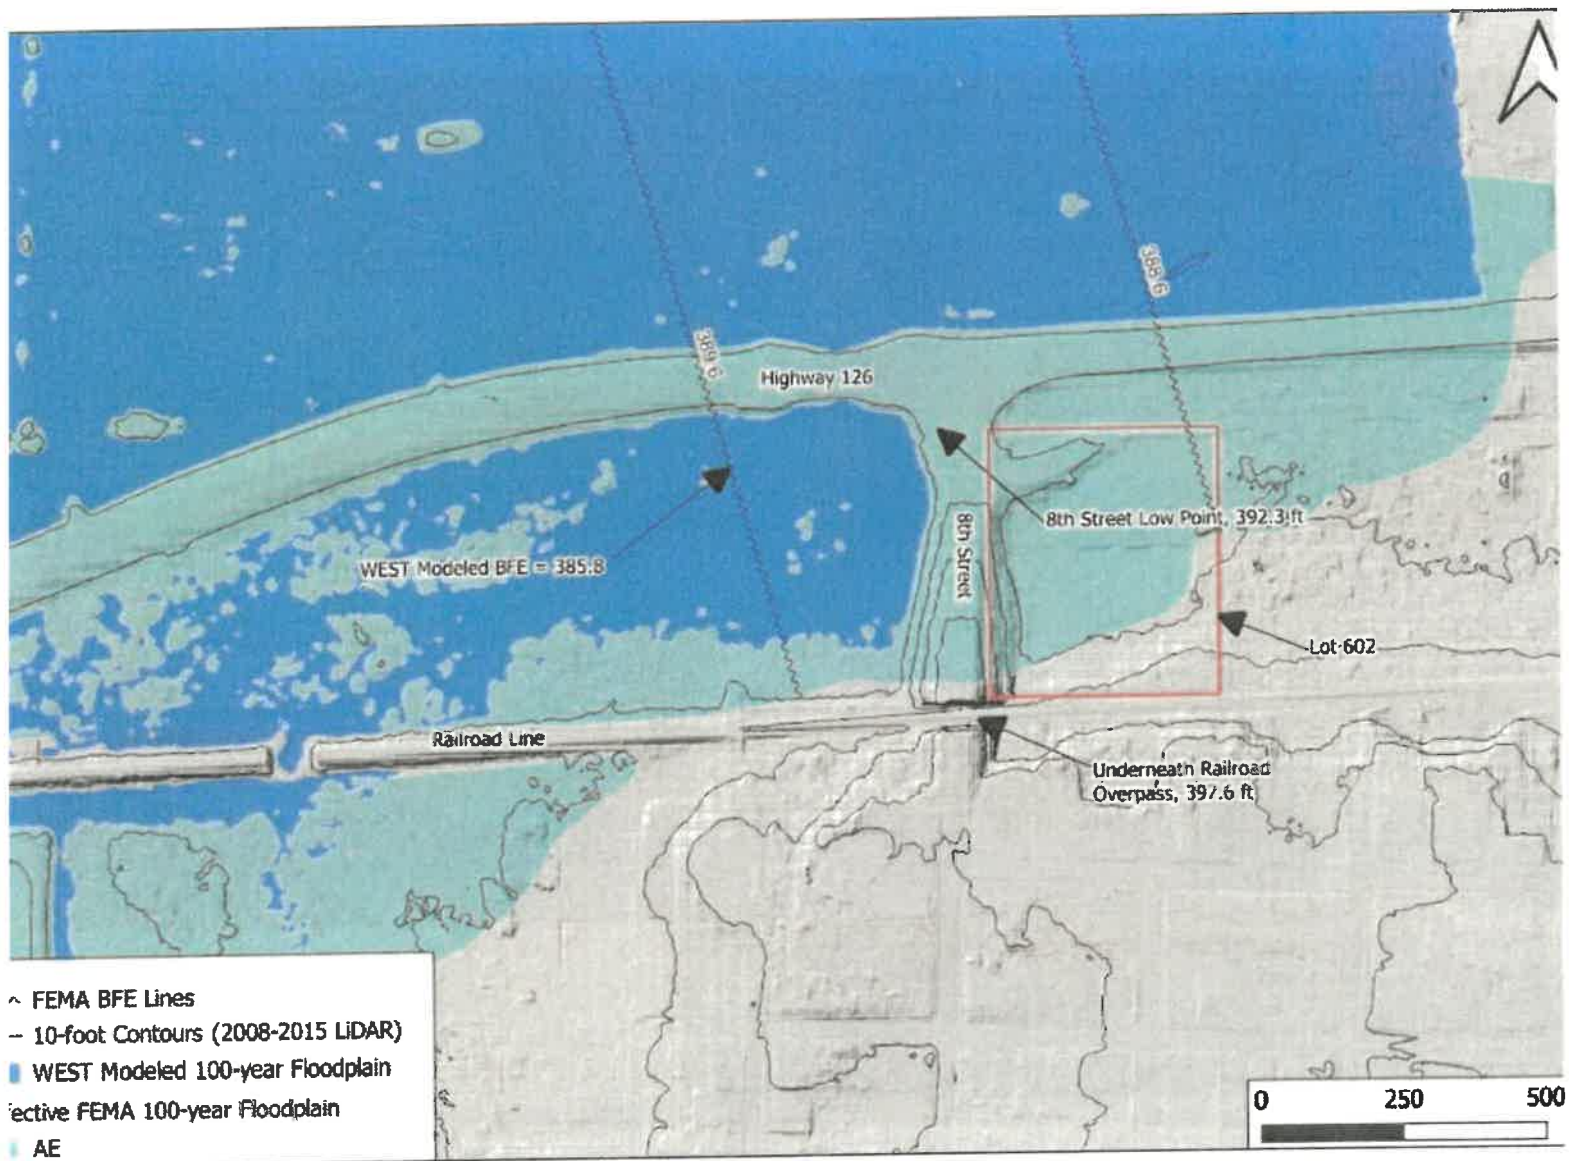 388.6
389.6
Highway 126
8th Street Low Point, 392.3 ft
8th Street
WEST Modeled BFE = 385.8
Lot 602
Railroad Line
Underneath Railroad
Overpass, 397.6 ft
FEMA BFE Lines
10-foot Contours (2008-2015 LiDAR)
WEST Modeled 100-year Floodplain
ective FEMA 100-year Floodplain
AE
0 250 500